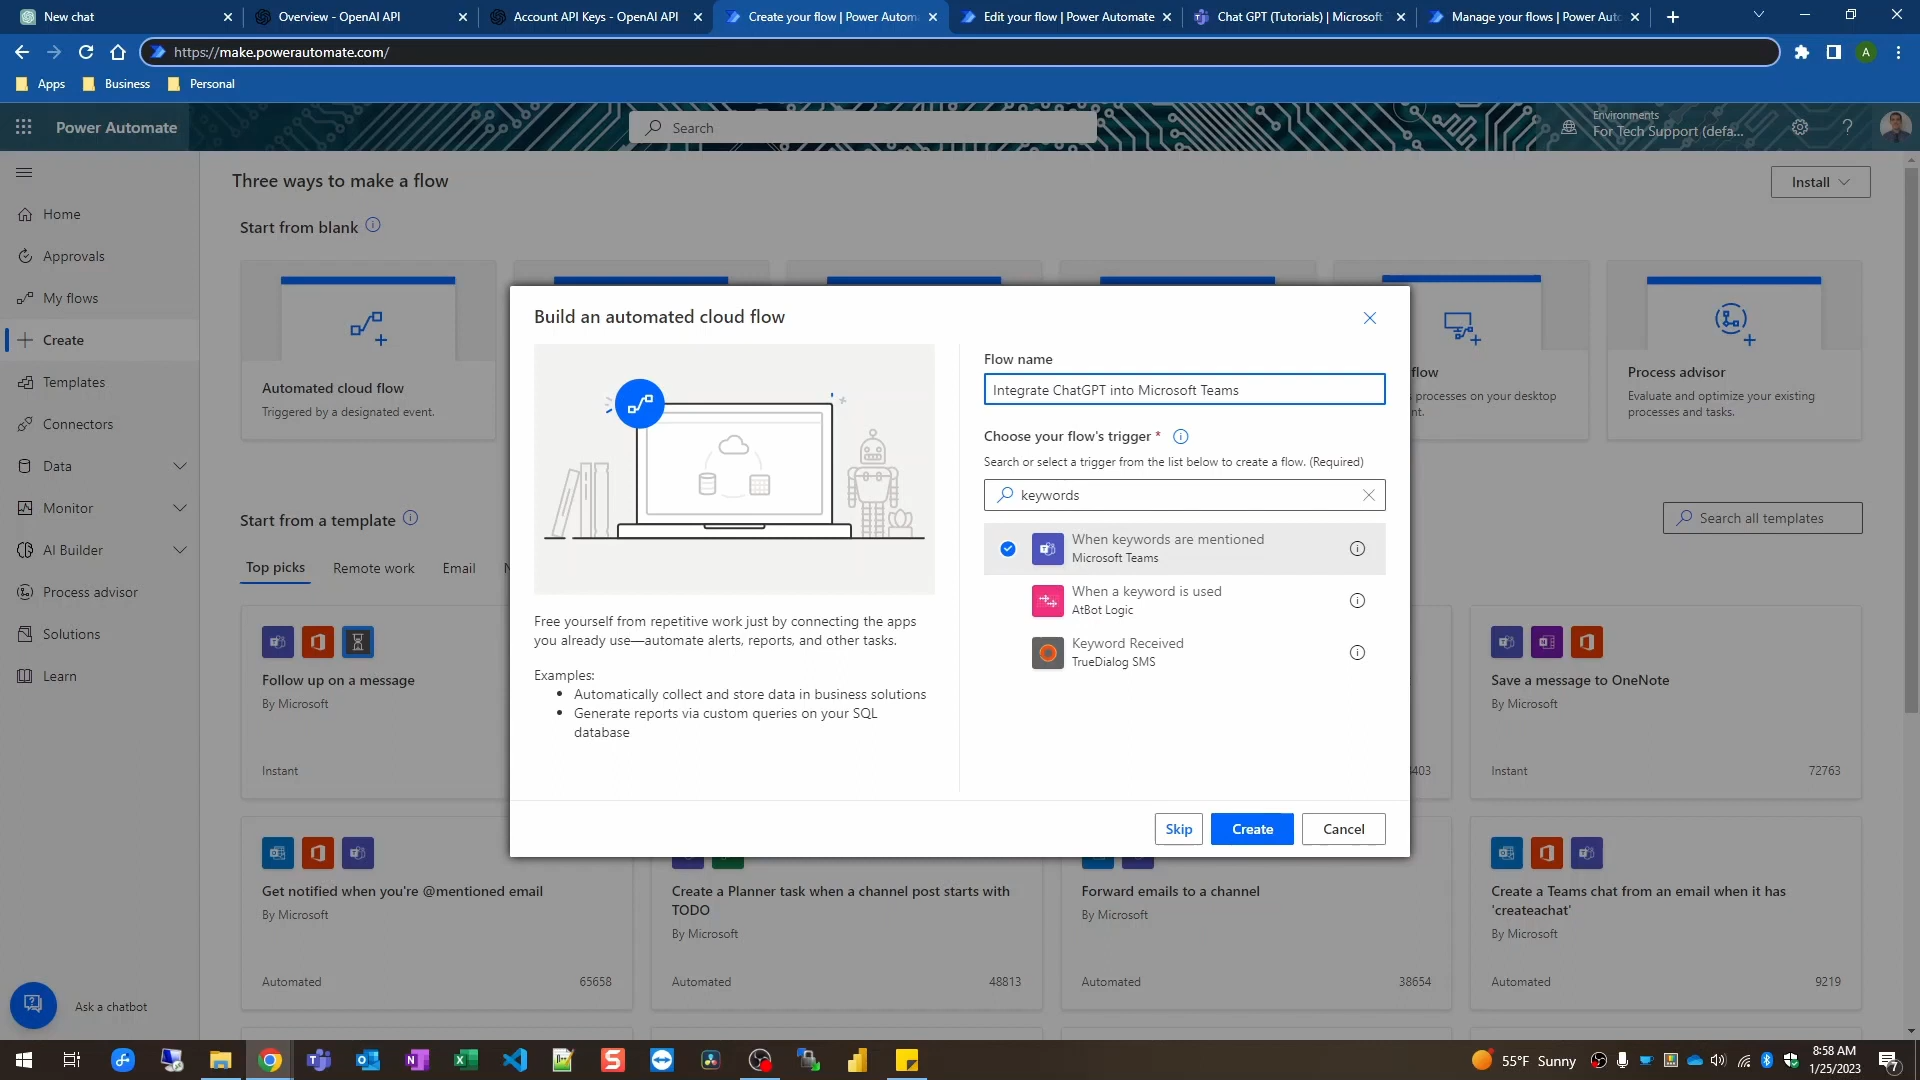 New chat
Overview - OpenAI API
Account API Keys - OpenAI API
Create your flow | Power Autom
Edit your flow | Power Automate
Chat GPT (Tutorials) | Microsoft
Manage your flows | Power Aut
https://make.powerautomate.com/
A
Apps
Business
Personal
Power Automate
Search
Environments
For Tech Support (defa...
Three ways to make a flow
Install
Start from blank
Home
Approvals
My flows
Create
Templates
Connectors
Data
Monitor
AI Builder
Process advisor
Solutions
Learn
Ask a chatbot
Automated cloud flow
Triggered by a designated event.
flow
processes on your desktop
nt.
Process advisor
Evaluate and optimize your existing
processes and tasks.
Build an automated cloud flow
Free yourself from repetitive work just by connecting the apps
you already use—automate alerts, reports, and other tasks.
Examples:
• Automatically collect and store data in business solutions
• Generate reports via custom queries on your SQL
database
Flow name
Integrate ChatGPT into Microsoft Teams
Choose your flow's trigger *
Search or select a trigger from the list below to create a flow. (Required)
keywords
When keywords are mentioned
Microsoft Teams
When a keyword is used
AtBot Logic
Keyword Received
TrueDialog SMS
Skip
Create
Cancel
Start from a template
Search all templates
Top picks
Remote work
Email
Follow up on a message
By Microsoft
Instant
403
Save a message to OneNote
By Microsoft
Instant
72763
Get notified when you're @mentioned email
By Microsoft
Automated
65658
Create a Planner task when a channel post starts with
TODO
By Microsoft
Automated
48813
Forward emails to a channel
By Microsoft
Automated
38654
Create a Teams chat from an email when it has
'createachat'
By Microsoft
Automated
9219
55°F Sunny
8:58 AM
1/25/2023
7